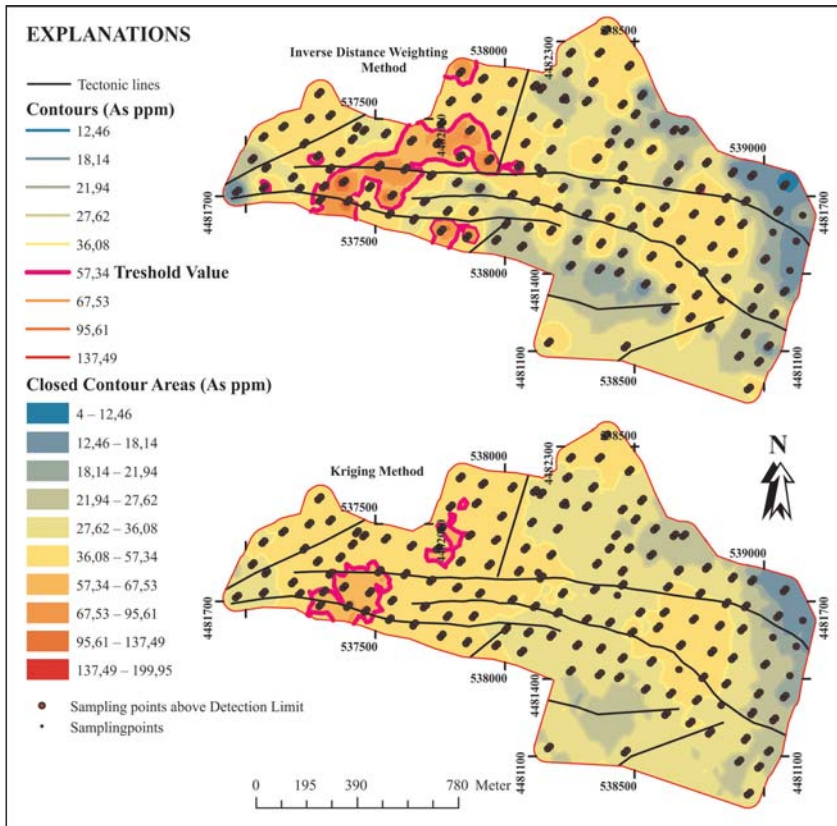 EXPLANATIONS
Tectonic lines
Contours (As ppm)
12,46
18,14
21,94
27,62
36,08
57,34 Treshold Value
67,53
95,61
137,49
Closed Contour Areas (As ppm)
4 – 12,46
12,46 – 18,14
18,14 – 21,94
21,94 – 27,62
27,62 – 36,08
36,08 – 57,34
57,34 – 67,53
67,53 – 95,61
95,61 – 137,49
137,49 – 199,95
Sampling points above Detection Limit
Samplingpoints
Inverse Distance Weighting
Method
538000
4482300
538500
537500
4482000
539000
4481700
4481700
537500
538000
4481400
4481100
4481100
538500
Kriging Method
538000
4482300
538500
537500
4482000
539000
4481700
4481700
537500
538000
4481400
4481100
4481100
538500
N
0 195 390 780 Meter